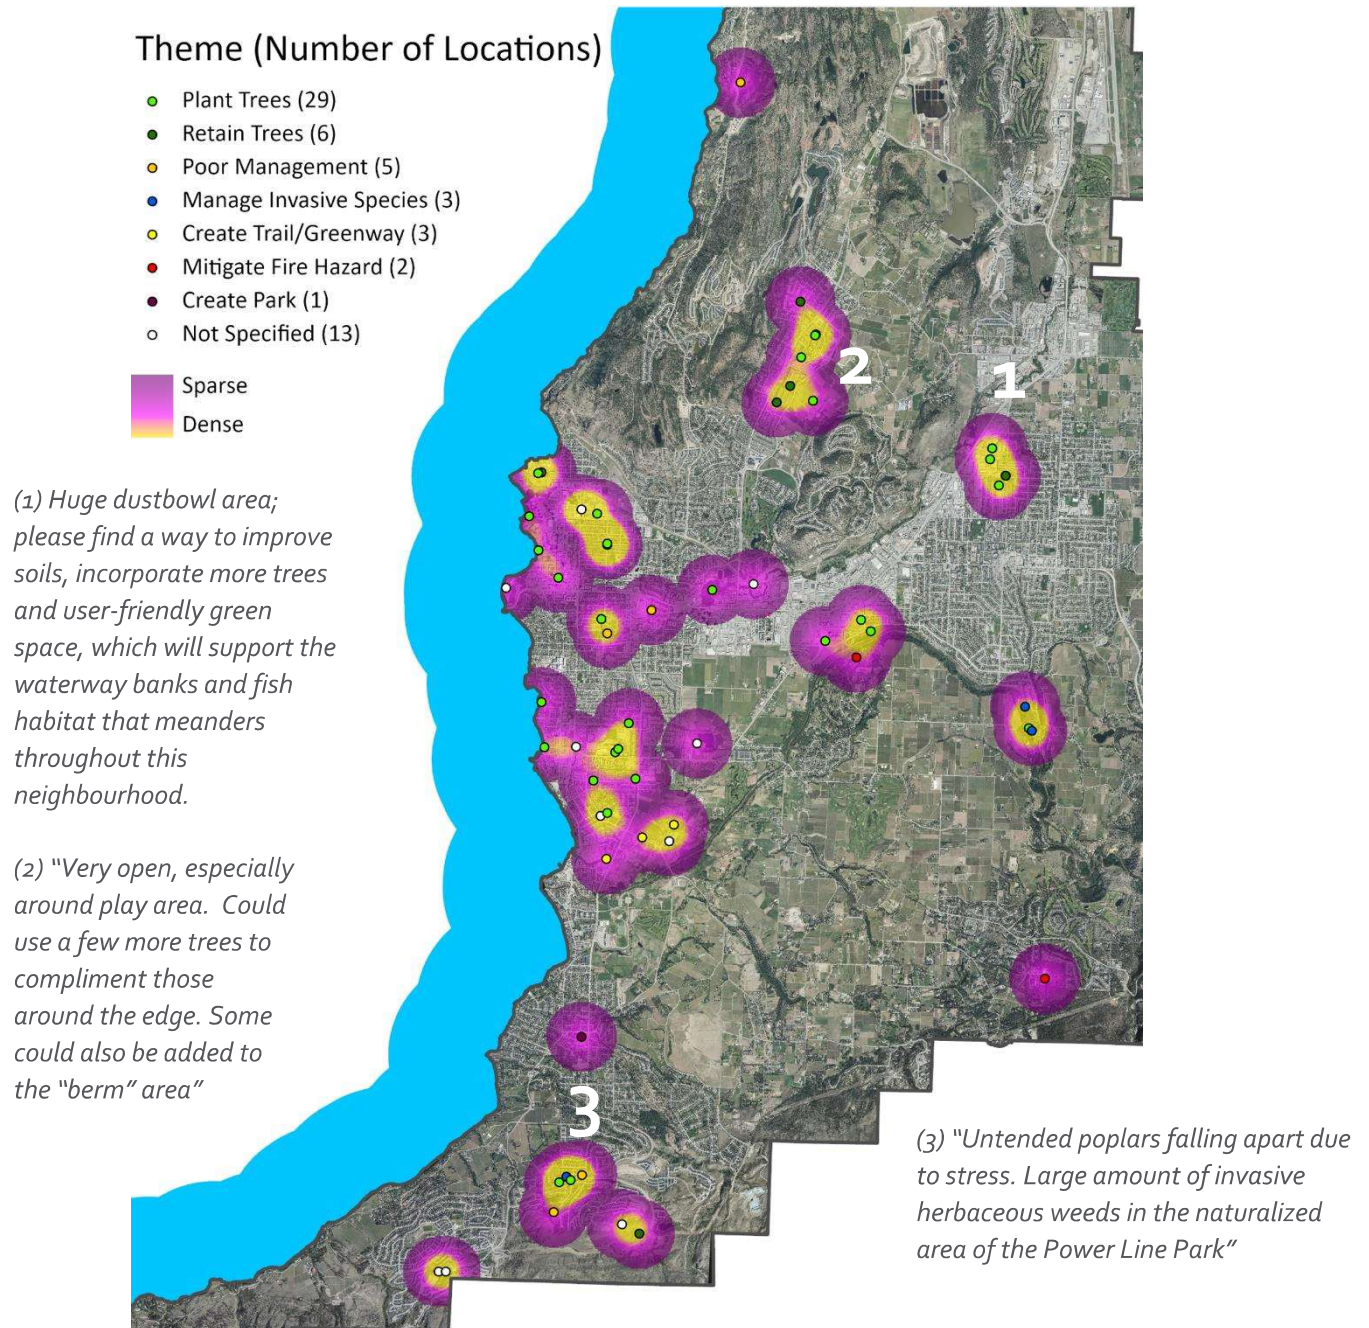 Theme (Number of Locations)
Plant Trees (29)
Retain Trees (6)
Poor Management (5)
Manage Invasive Species (3)
Create Trail/Greenway (3)
Mitigate Fire Hazard (2)
Create Park (1)
Not Specified (13)
Sparse
Dense
2
1
(1) Huge dustbowl area;
please find a way to improve
soils, incorporate more trees
and user-friendly green
space, which will support the
waterway banks and fish
habitat that meanders
throughout this
neighbourhood.
(2) “Very open, especially
around play area.  Could
use a few more trees to
compliment those
around the edge. Some
could also be added to
the “berm” area”
3
(3) “Untended poplars falling apart due
to stress. Large amount of invasive
herbaceous weeds in the naturalized
area of the Power Line Park”